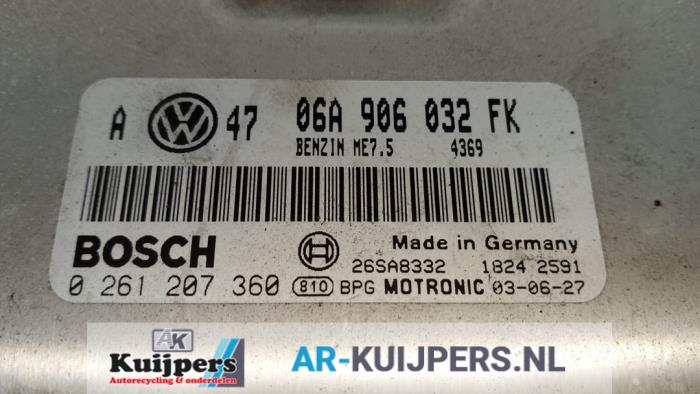 A VW 47 06A 906 032 FK
BENZIN ME7.5 4369
BOSCH Made in Germany
26SA8332 1824 2591
0 261 207 360 810 BPG MOTRONIC 03-06-27
AK
Kuijpers
Autorecycling & onderdelen
AR-KUIJPERS.NL